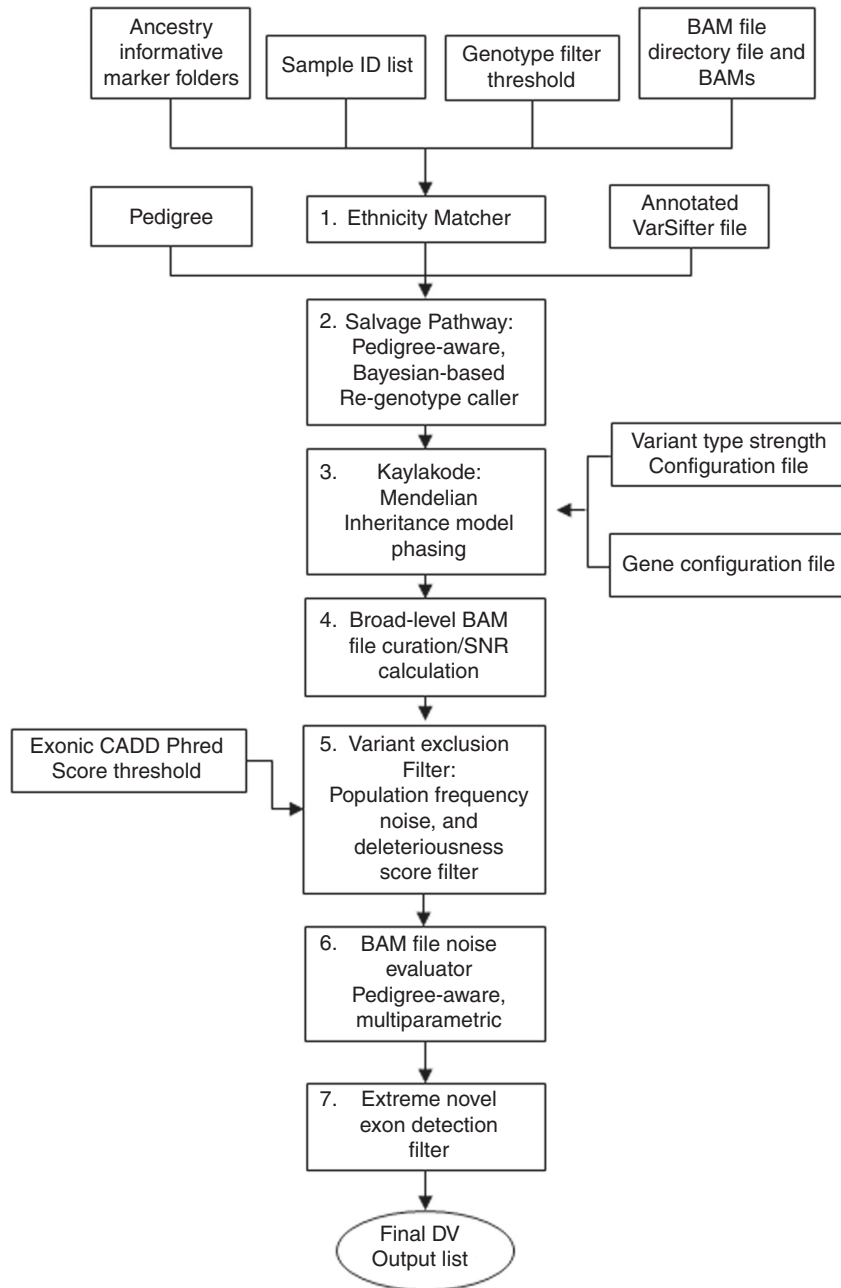 Ancestry
informative
marker folders
Sample ID list
Genotype filter
threshold
BAM file
directory file and
BAMs
Pedigree
1. Ethnicity Matcher
Annotated
VarSifter file
2. Salvage Pathway:
Pedigree-aware,
Bayesian-based
Re-genotype caller
3. Kaylakode:
Mendelian
Inheritance model
phasing
Variant type strength
Configuration file
Gene configuration file
4. Broad-level BAM
file curation/SNR
calculation
Exonic CADD Phred
Score threshold
5. Variant exclusion
Filter:
Population frequency
noise, and
deleteriousness
score filter
6. BAM file noise
evaluator
Pedigree-aware,
multiparametric
7. Extreme novel
exon detection
filter
Final DV
Output list